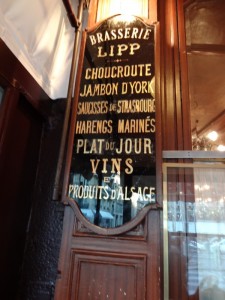 BRASSERIE
LIPP
CHOUCROUTE
JAMBON D'YORK
SAUCISSES DE STRASBOURG
HARENGS MARINÉS
PLAT DU JOUR
VINS
ET
PRODUITS D'ALSACE